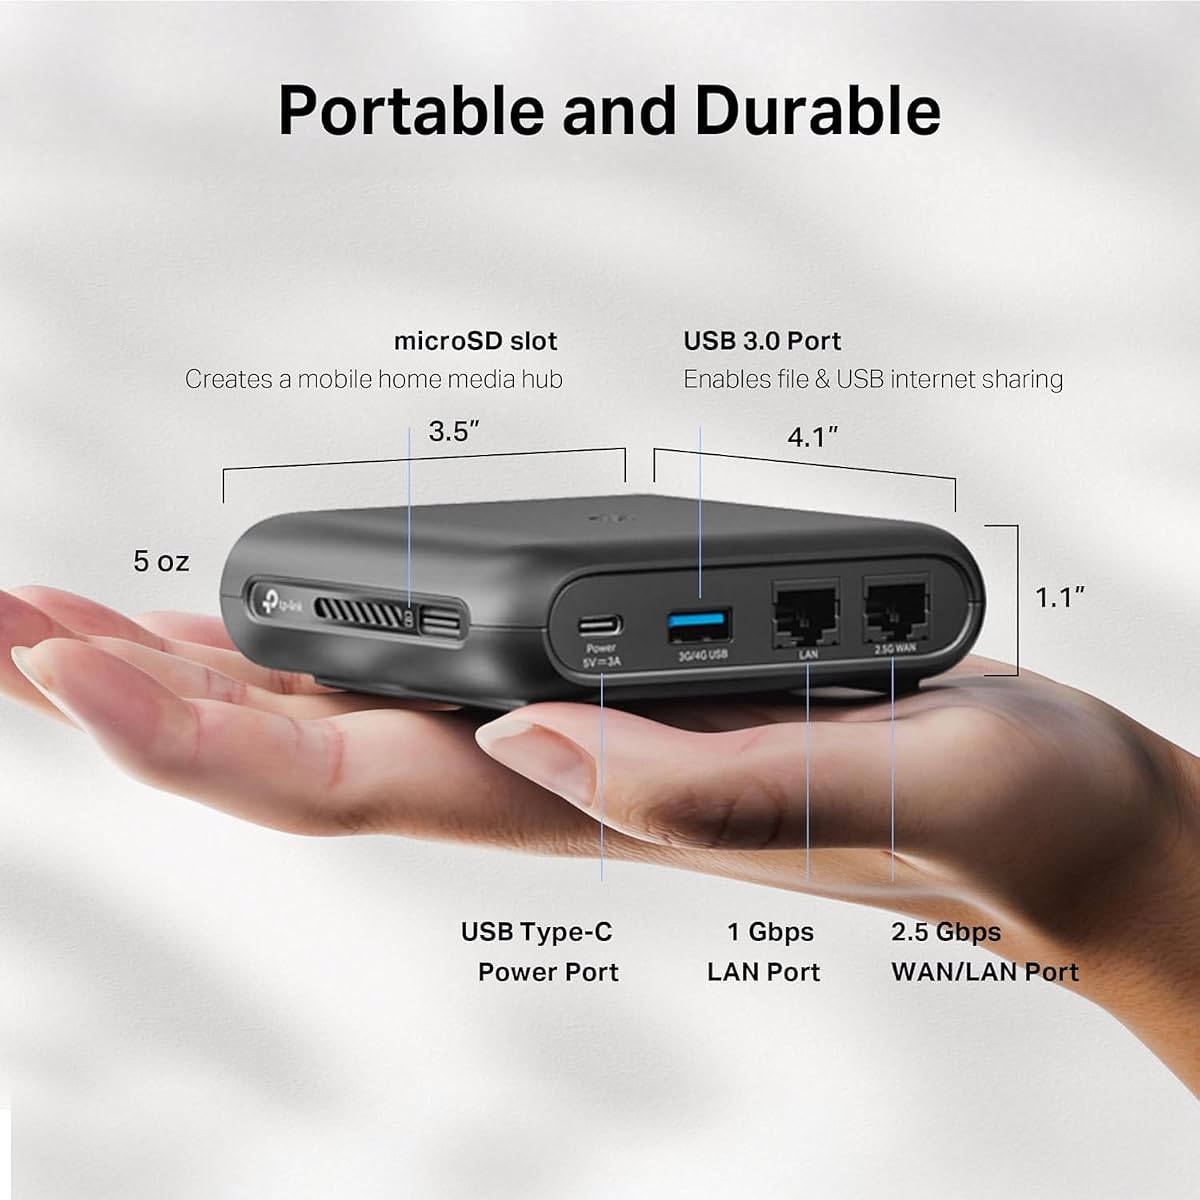 Portable and Durable
microSD slot
Creates a mobile home media hub
USB 3.0 Port
Enables file & USB internet sharing
3.5”
4.1”
5 oz
1.1”
tp-link
Power
5V⎓3A
3G/4G USB
LAN
2.5G WAN
USB Type-C
Power Port
1 Gbps
LAN Port
2.5 Gbps
WAN/LAN Port